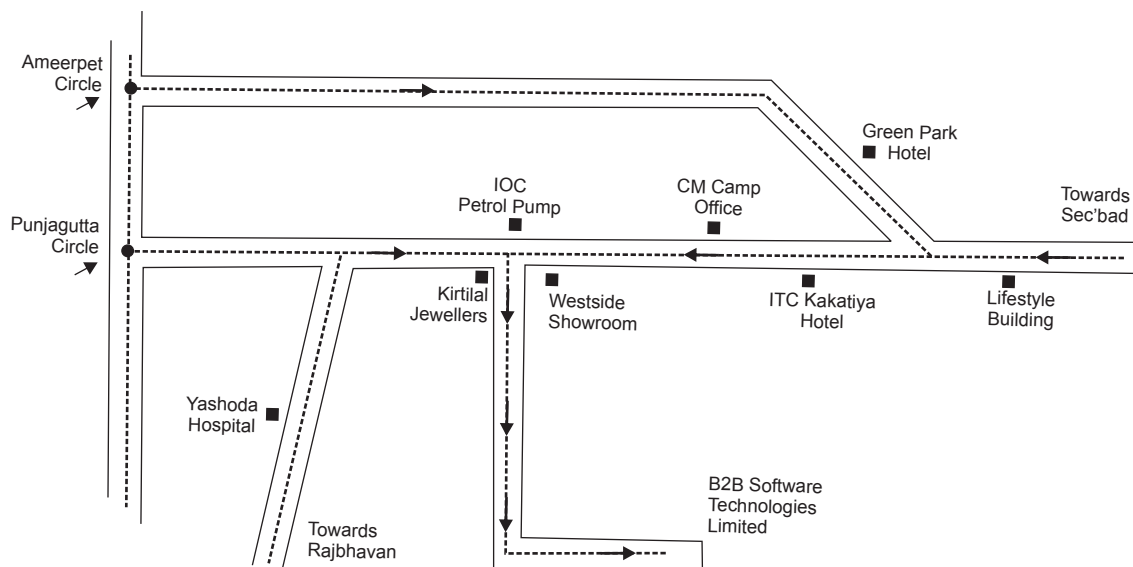 Ameerpet
Circle
Green Park
Hotel
IOC
Petrol Pump
CM Camp
Office
Towards
Sec'bad
Punjagutta
Circle
Kirtilal
Jewellers
Westside
Showroom
ITC Kakatiya
Hotel
Lifestyle
Building
Yashoda
Hospital
B2B Software
Technologies
Limited
Towards
Rajbhavan